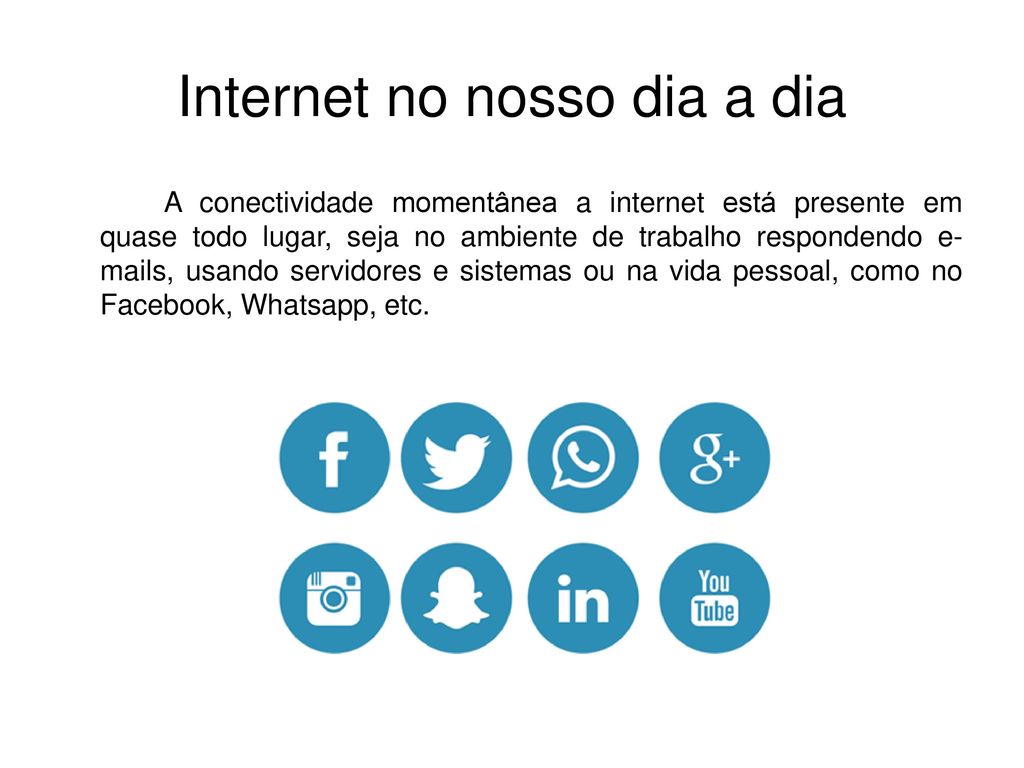 Internet no nosso dia a dia
A conectividade momentânea a internet está presente em
quase todo lugar, seja no ambiente de trabalho respondendo e-
mails, usando servidores e sistemas ou na vida pessoal, como no
Facebook, Whatsapp, etc.
f
g+
in
You
Tube